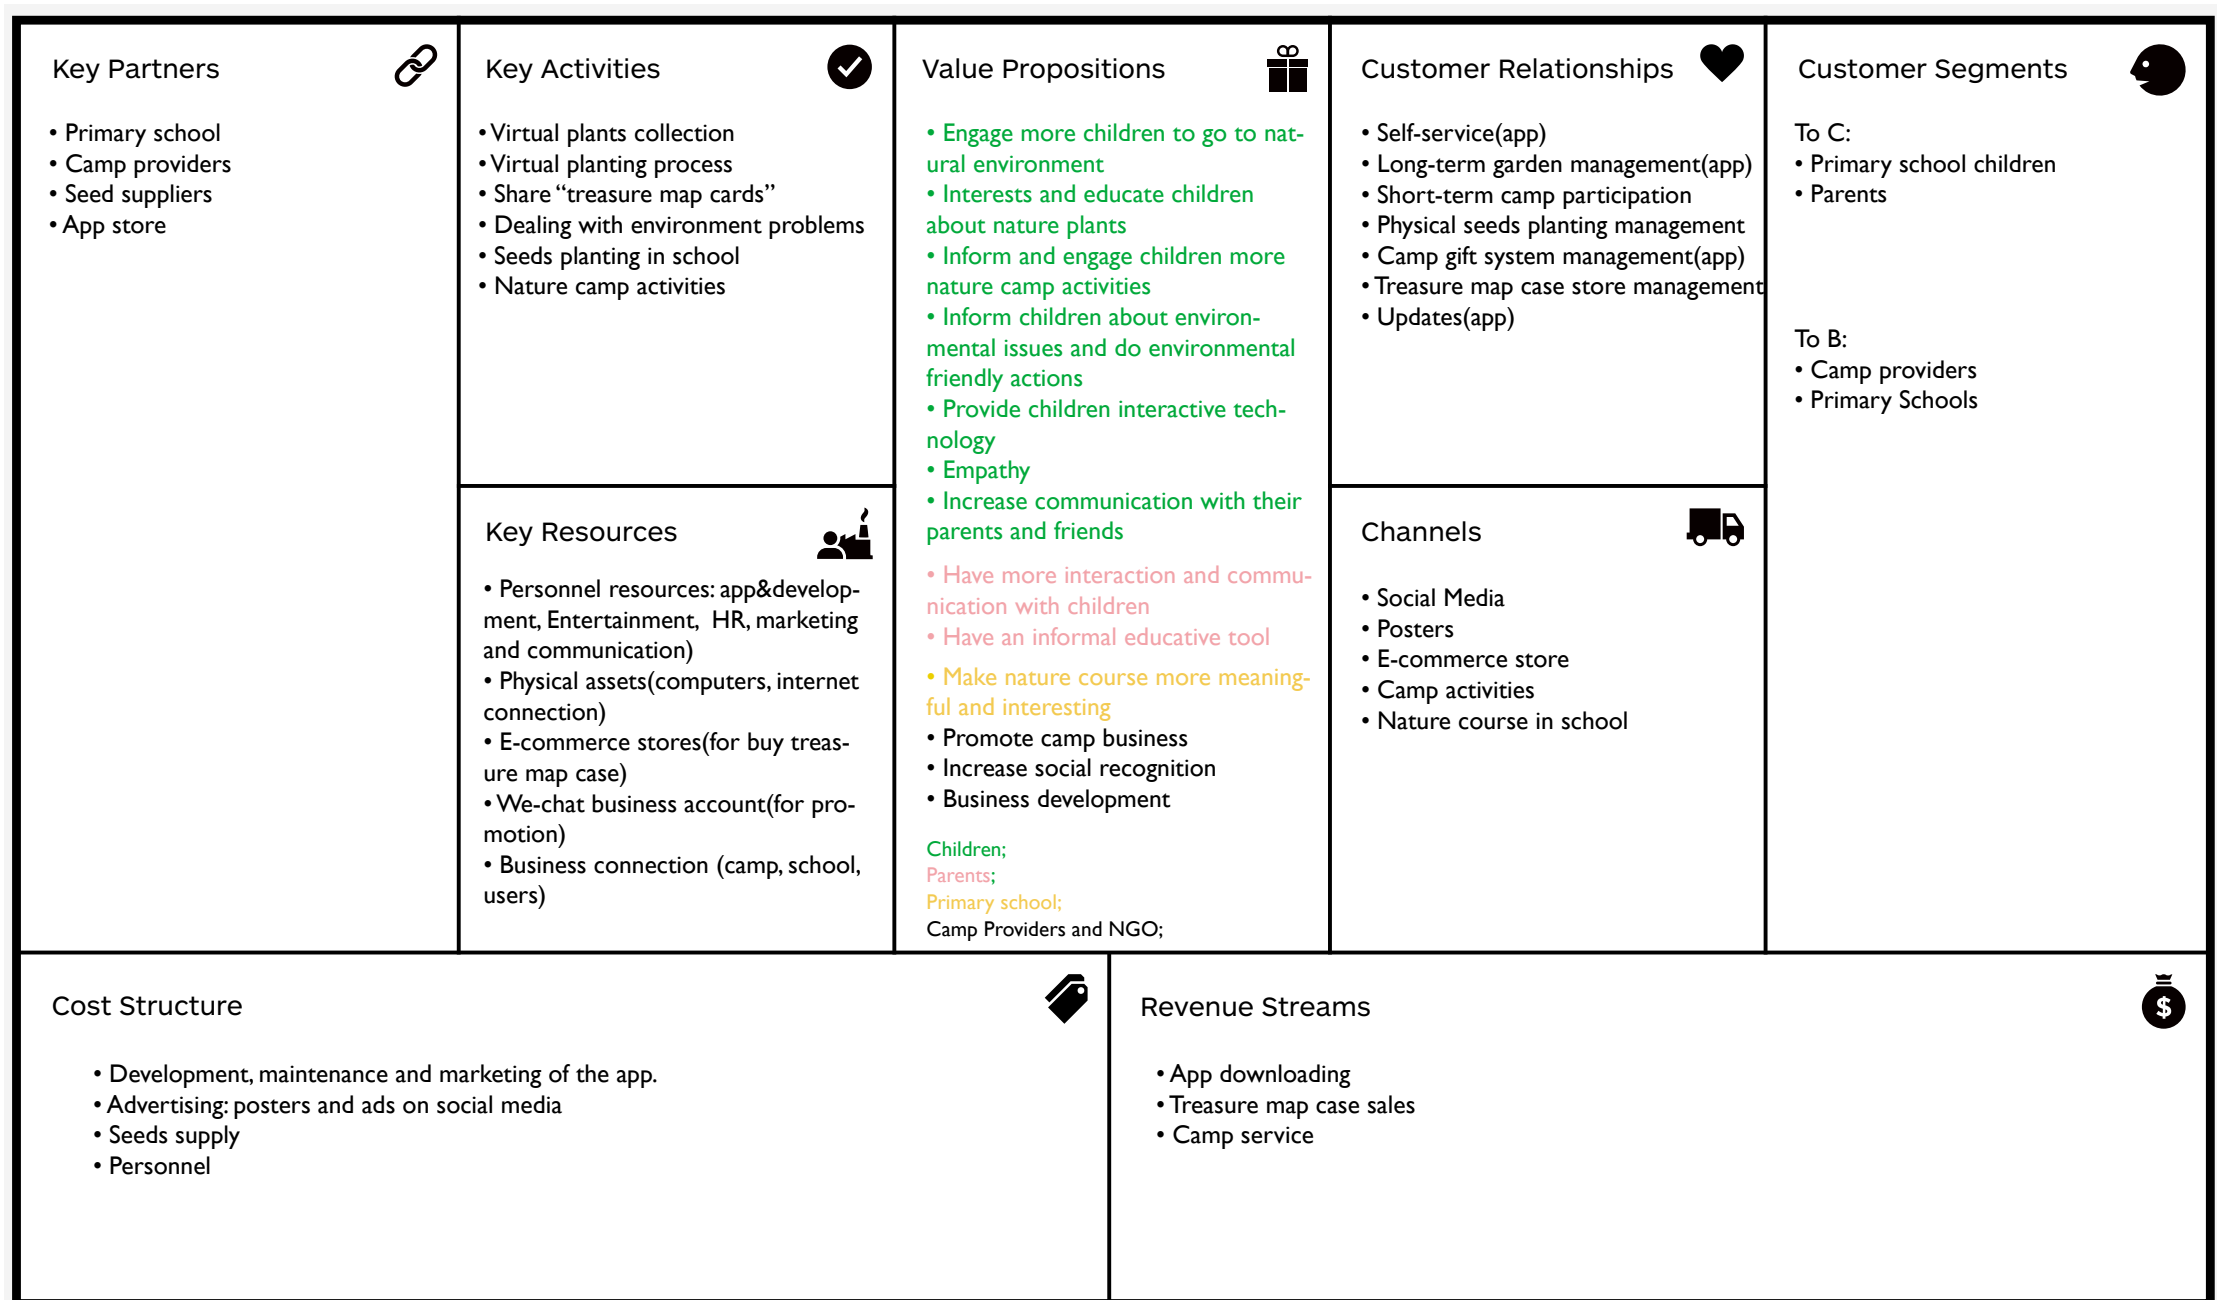 Key Partners
• Primary school
• Camp providers
• Seed suppliers
• App store
Key Activities
• Virtual plants collection
• Virtual planting process
• Share “treasure map cards”
• Dealing with environment problems
• Seeds planting in school
• Nature camp activities
Key Resources
• Personnel resources: app&develop-
ment, Entertainment, HR, marketing
and communication)
• Physical assets(computers, internet
connection)
• E-commerce stores(for buy treas-
ure map case)
• We-chat business account(for pro-
motion)
• Business connection (camp, school,
users)
Value Propositions
• Engage more children to go to nat-
ural environment
• Interests and educate children
about nature plants
• Inform and engage children more
nature camp activities
• Inform children about environ-
mental issues and do environmental
friendly actions
• Provide children interactive tech-
nology
• Empathy
• Increase communication with their
parents and friends
• Have more interaction and commu-
nication with children
• Have an informal educative tool
• Make nature course more meaning-
ful and interesting
• Promote camp business
• Increase social recognition
• Business development
Children;
Parents;
Primary school;
Camp Providers and NGO;
Customer Relationships
• Self-service(app)
• Long-term garden management(app)
• Short-term camp participation
• Physical seeds planting management
• Camp gift system management(app)
• Treasure map case store management
• Updates(app)
Channels
• Social Media
• Posters
• E-commerce store
• Camp activities
• Nature course in school
Customer Segments
To C:
• Primary school children
• Parents
To B:
• Camp providers
• Primary Schools
Cost Structure
• Development, maintenance and marketing of the app.
• Advertising: posters and ads on social media
• Seeds supply
• Personnel
Revenue Streams
$
• App downloading
• Treasure map case sales
• Camp service